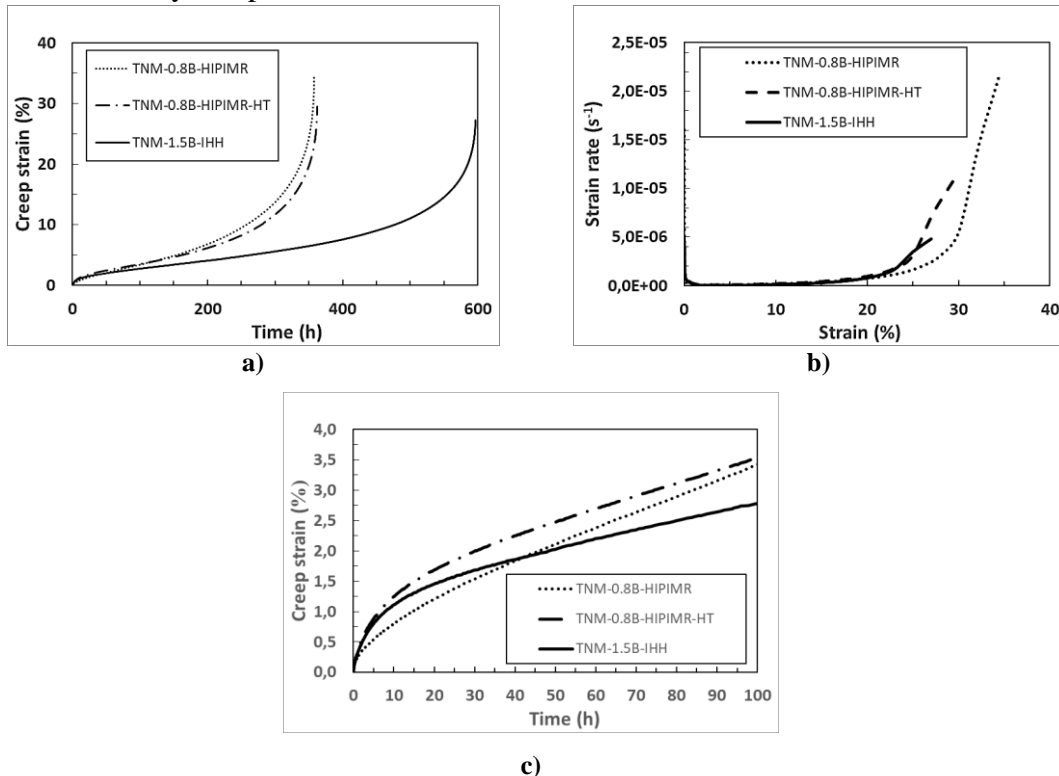 40
30
20
10
0
Creep strain (%)
TNM-0.8B-HIPIMR
TNM-0.8B-HIPIMR-HT
TNM-1.5B-IHH
0 200 400 600
Time (h)
a)
2,5E-05
2,0E-05
1,5E-05
1,0E-05
5,0E-06
0,0E+00
Strain rate (s-1)
TNM-0.8B-HIPIMR
TNM-0.8B-HIPIMR-HT
TNM-1.5B-IHH
0 10 20 30 40
Strain (%)
b)
4,0
3,5
3,0
2,5
2,0
1,5
1,0
0,5
0,0
Creep strain (%)
TNM-0.8B-HIPIMR
TNM-0.8B-HIPIMR-HT
TNM-1.5B-IHH
0 10 20 30 40 50 60 70 80 90 100
Time (h)
c)